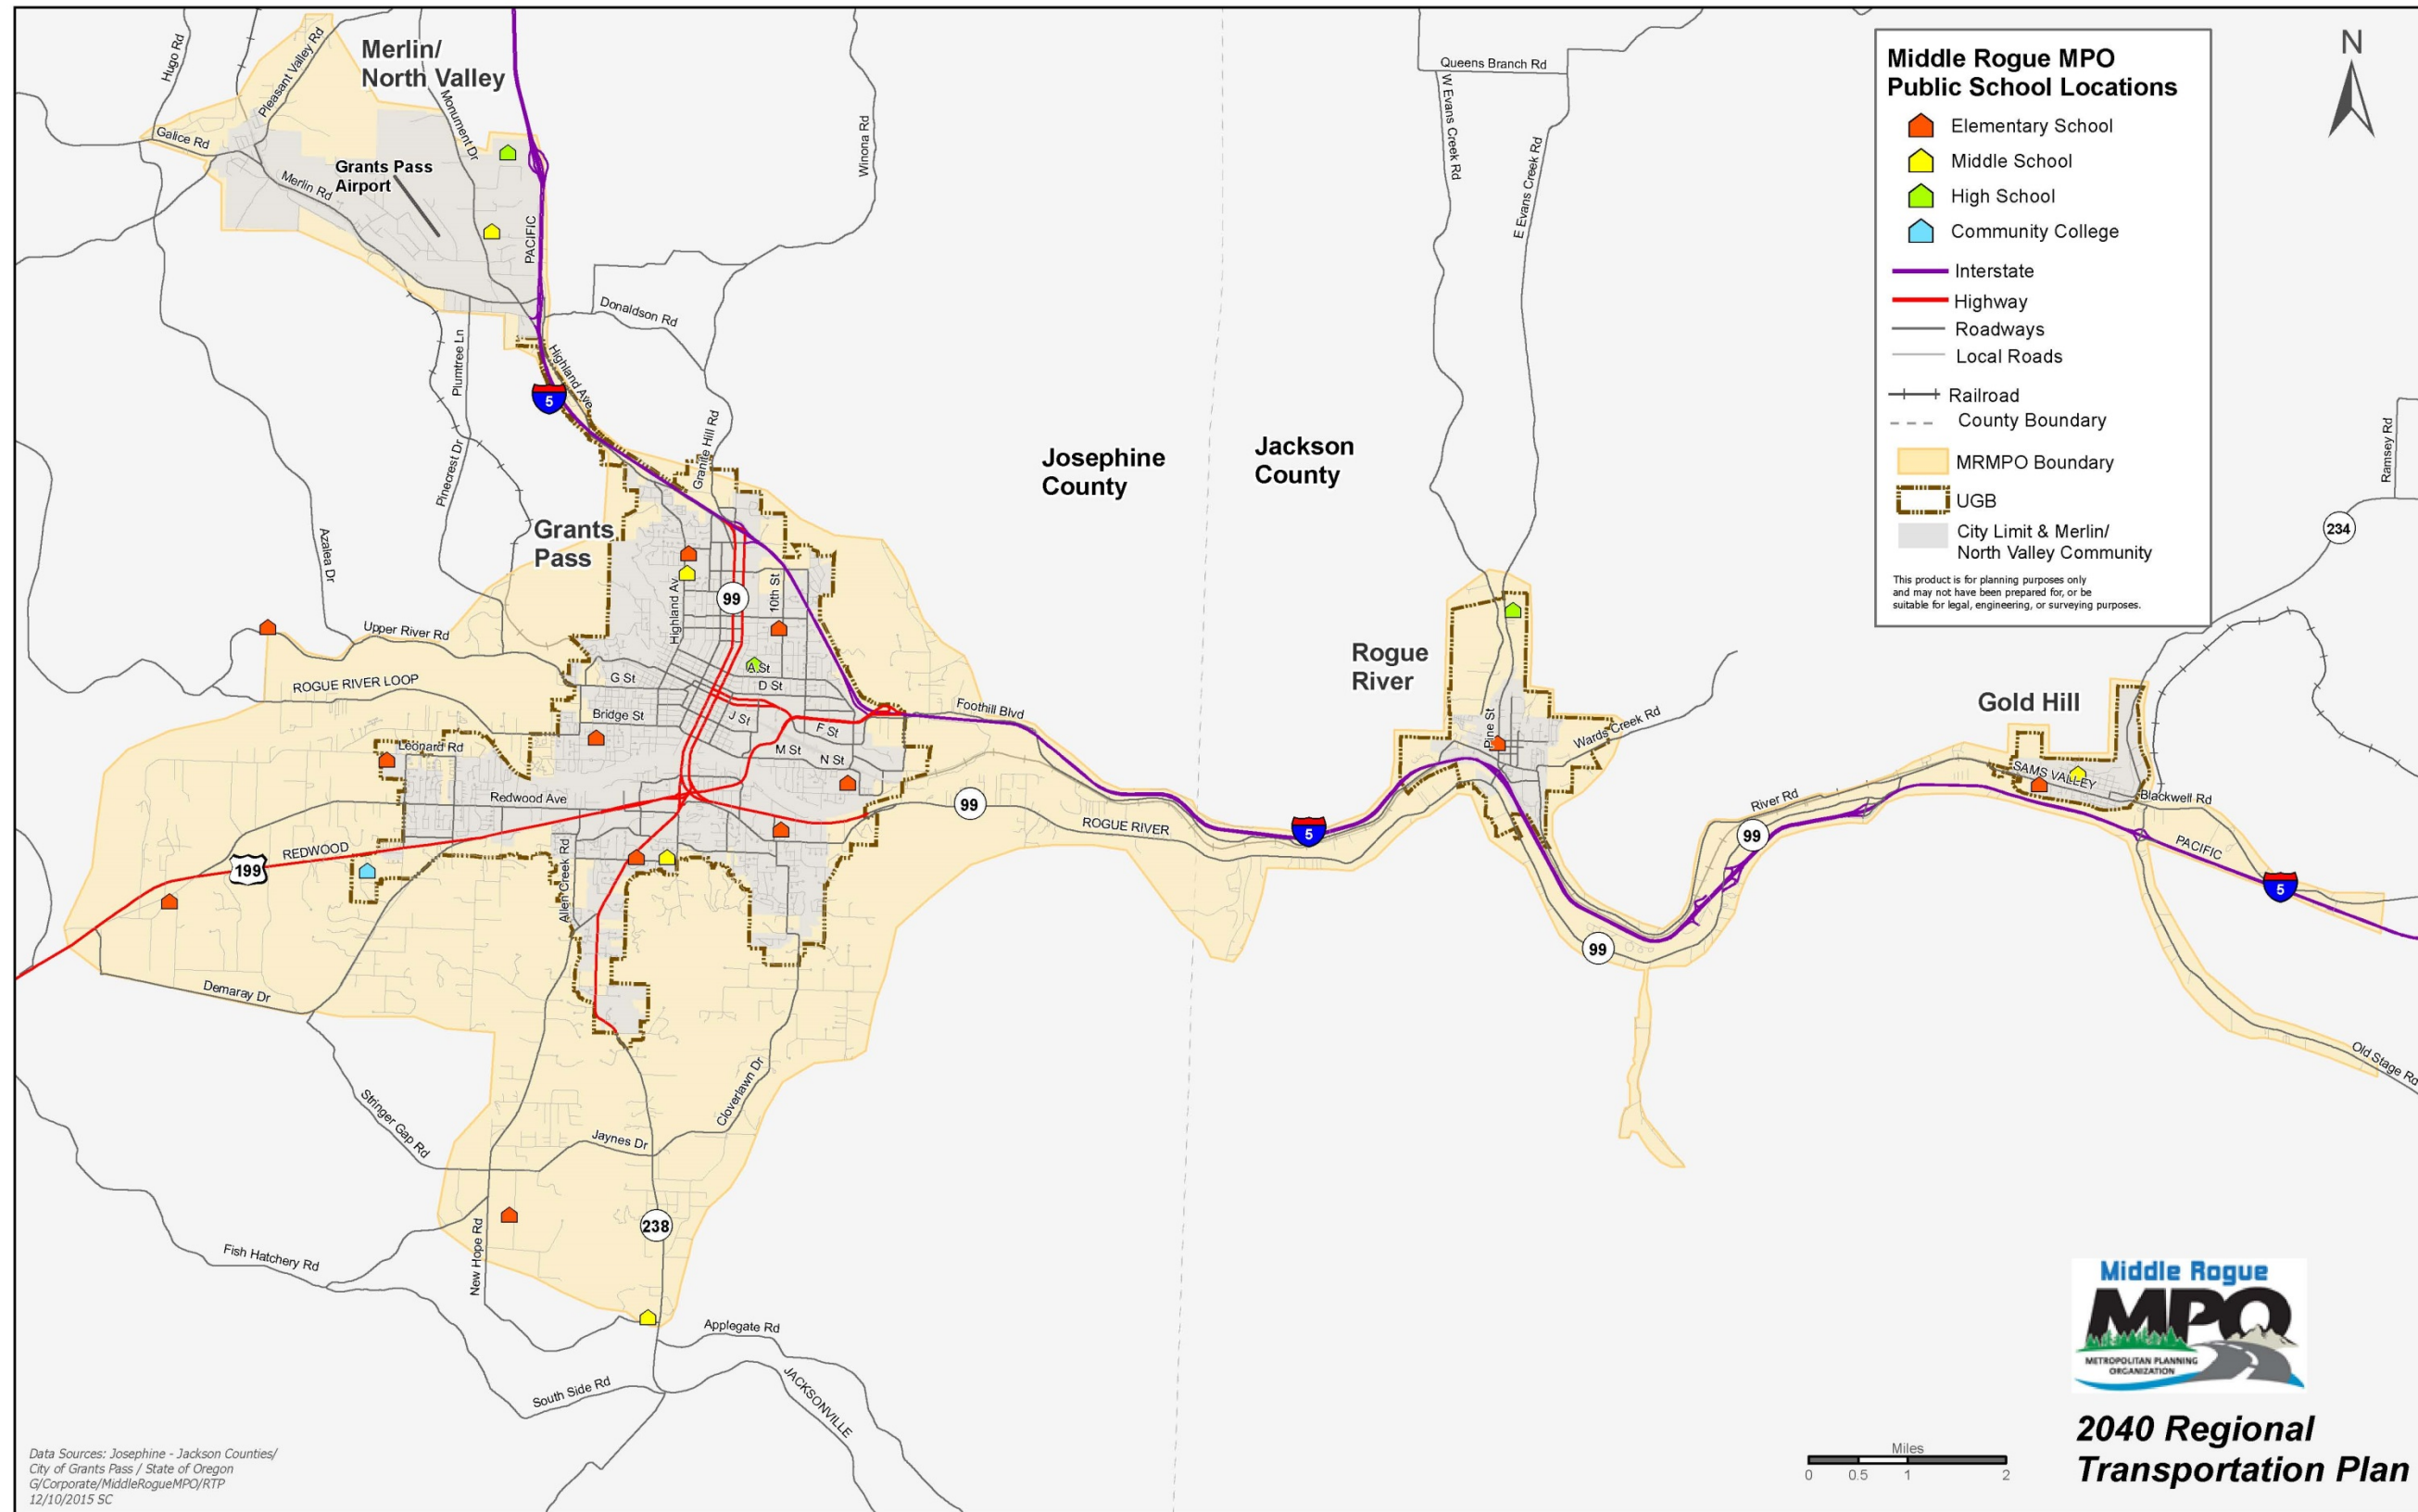 Merlin/
North Valley
Hugo Rd
Pleasant Valley Rd
Monument Dr
Galice Rd
Merlin Rd
Grants Pass
Airport
PACIFIC
Winona Rd
Donaldson Rd
Plumtree Ln
Highland Ave
5
Granite Hill Rd
Pinecrest Dr
Azalea Dr
Grants
Pass
Josephine
County
Jackson
County
Queens Branch Rd
W Evans Creek Rd
E Evans Creek Rd
Middle Rogue MPO
Public School Locations
Elementary School
Middle School
High School
Community College
Interstate
Highway
Roadways
Local Roads
Railroad
County Boundary
MRMPO Boundary
UGB
City Limit & Merlin/
North Valley Community
This product is for planning purposes only
and may not have been prepared for, or be
suitable for legal, engineering, or surveying purposes.
N
Ramsey Rd
234
99
Highland Av
10th St
Upper River Rd
A St
G St
D St
ROGUE RIVER LOOP
Bridge St
J St
F St
Foothill Blvd
M St
N St
Leonard Rd
Redwood Ave
99
ROGUE RIVER
REDWOOD
199
Allen Creek Rd
Demaray Dr
Stringer Gap Rd
Cloverlawn Dr
Jaynes Dr
238
New Hope Rd
Fish Hatchery Rd
Applegate Rd
South Side Rd
JACKSONVILLE
Rogue
River
Pine St
Wards Creek Rd
5
99
99
River Rd
Gold Hill
SAMS VALLEY
Blackwell Rd
PACIFIC
5
Old Stage Rd
Middle Rogue
MPO
METROPOLITAN PLANNING
ORGANIZATION
2040 Regional
Transportation Plan
Miles
0 0.5 1 2
Data Sources: Josephine - Jackson Counties/
City of Grants Pass / State of Oregon
G/Corporate/MiddleRogueMPO/RTP
12/10/2015 SC